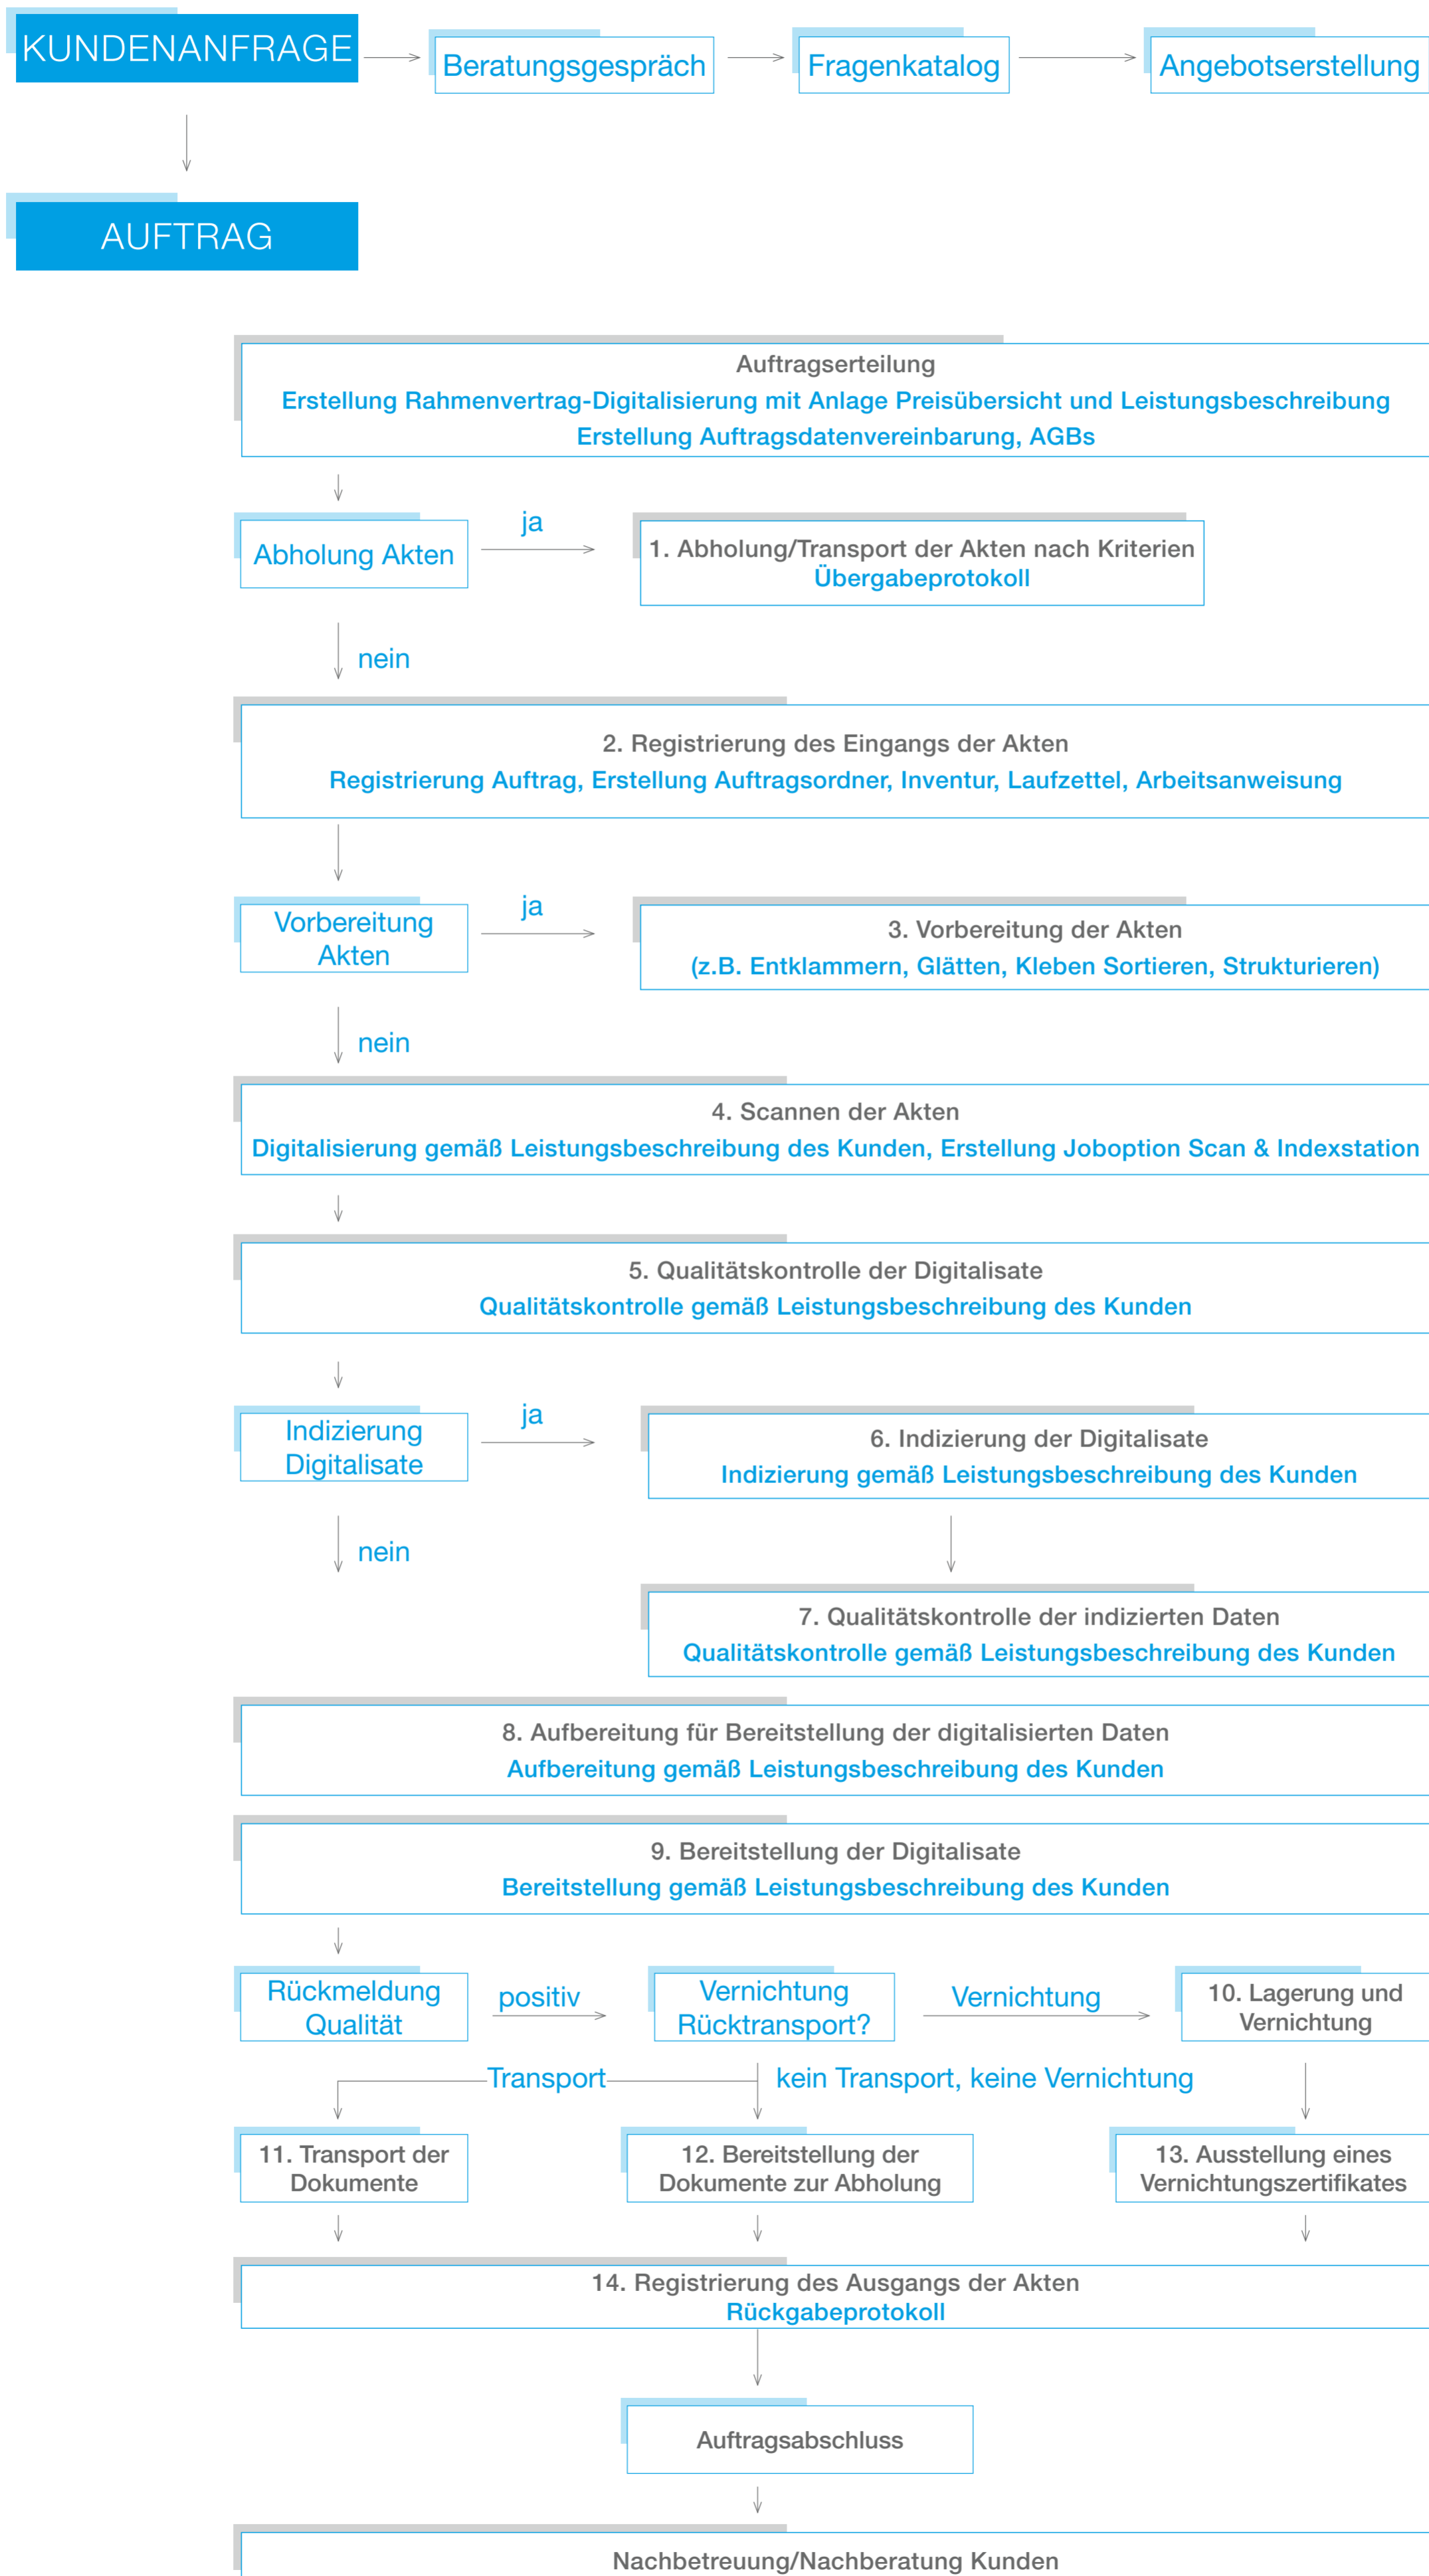 KUNDENANFRAGE
Beratungsgespräch
Fragenkatalog
Angebotserstellung
AUFTRAG
Auftragserteilung
Erstellung Rahmenvertrag-Digitalisierung mit Anlage Preisübersicht und Leistungsbeschreibung
Erstellung Auftragsdatenvereinbarung, AGBs
Abholung Akten
ja
1. Abholung/Transport der Akten nach Kriterien
Übergabeprotokoll
nein
2. Registrierung des Eingangs der Akten
Registrierung Auftrag, Erstellung Auftragsordner, Inventur, Laufzettel, Arbeitsanweisung
Vorbereitung
Akten
ja
3. Vorbereitung der Akten
(z.B. Entklammern, Glätten, Kleben Sortieren, Strukturieren)
nein
4. Scannen der Akten
Digitalisierung gemäß Leistungsbeschreibung des Kunden, Erstellung Joboption Scan & Indexstation
5. Qualitätskontrolle der Digitalisate
Qualitätskontrolle gemäß Leistungsbeschreibung des Kunden
Indizierung
Digitalisate
ja
6. Indizierung der Digitalisate
Indizierung gemäß Leistungsbeschreibung des Kunden
nein
7. Qualitätskontrolle der indizierten Daten
Qualitätskontrolle gemäß Leistungsbeschreibung des Kunden
8. Aufbereitung für Bereitstellung der digitalisierten Daten
Aufbereitung gemäß Leistungsbeschreibung des Kunden
9. Bereitstellung der Digitalisate
Bereitstellung gemäß Leistungsbeschreibung des Kunden
Rückmeldung
Qualität
positiv
Vernichtung
Rücktransport?
Vernichtung
10. Lagerung und
Vernichtung
Transport
kein Transport, keine Vernichtung
11. Transport der
Dokumente
12. Bereitstellung der
Dokumente zur Abholung
13. Ausstellung eines
Vernichtungszertifikates
14. Registrierung des Ausgangs der Akten
Rückgabeprotokoll
Auftragsabschluss
Nachbetreuung/Nachberatung Kunden